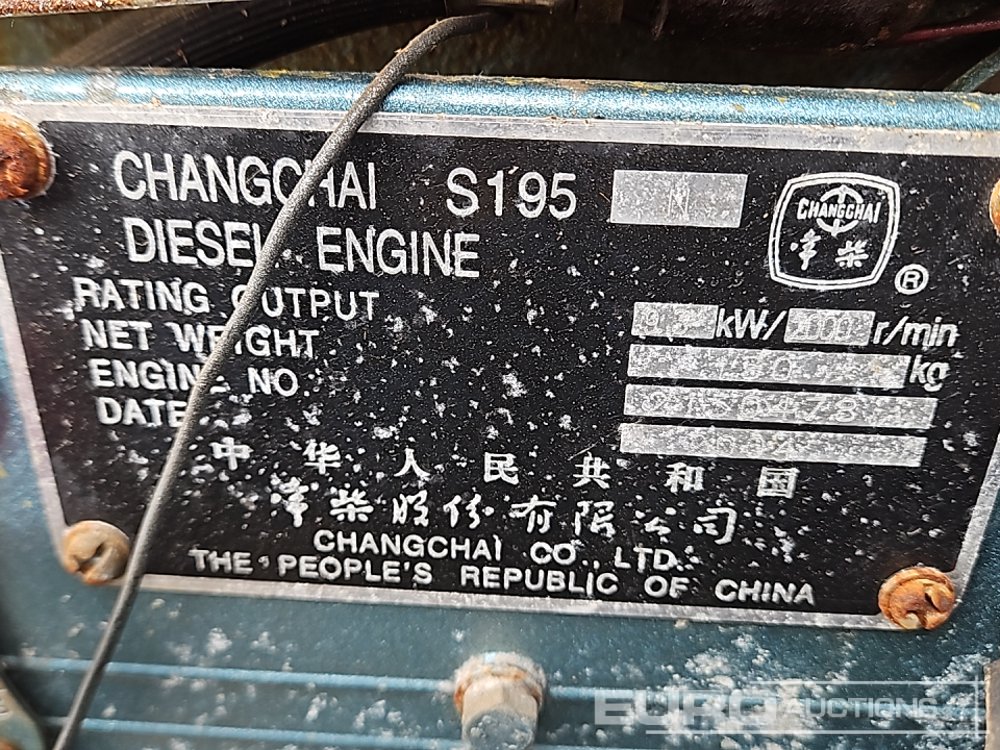 CHANGCHAI S195 N
DIESEL ENGINE
CHANGCHAI
常柴
®
RATING OUTPUT kW/ r/min
NET WEIGHT kg
ENGINE NO
DATE
中华人民共和国
常柴股份有限公司
CHANGCHAI CO., LTD.
THE PEOPLE'S REPUBLIC OF CHINA
EURO AUCTIONS